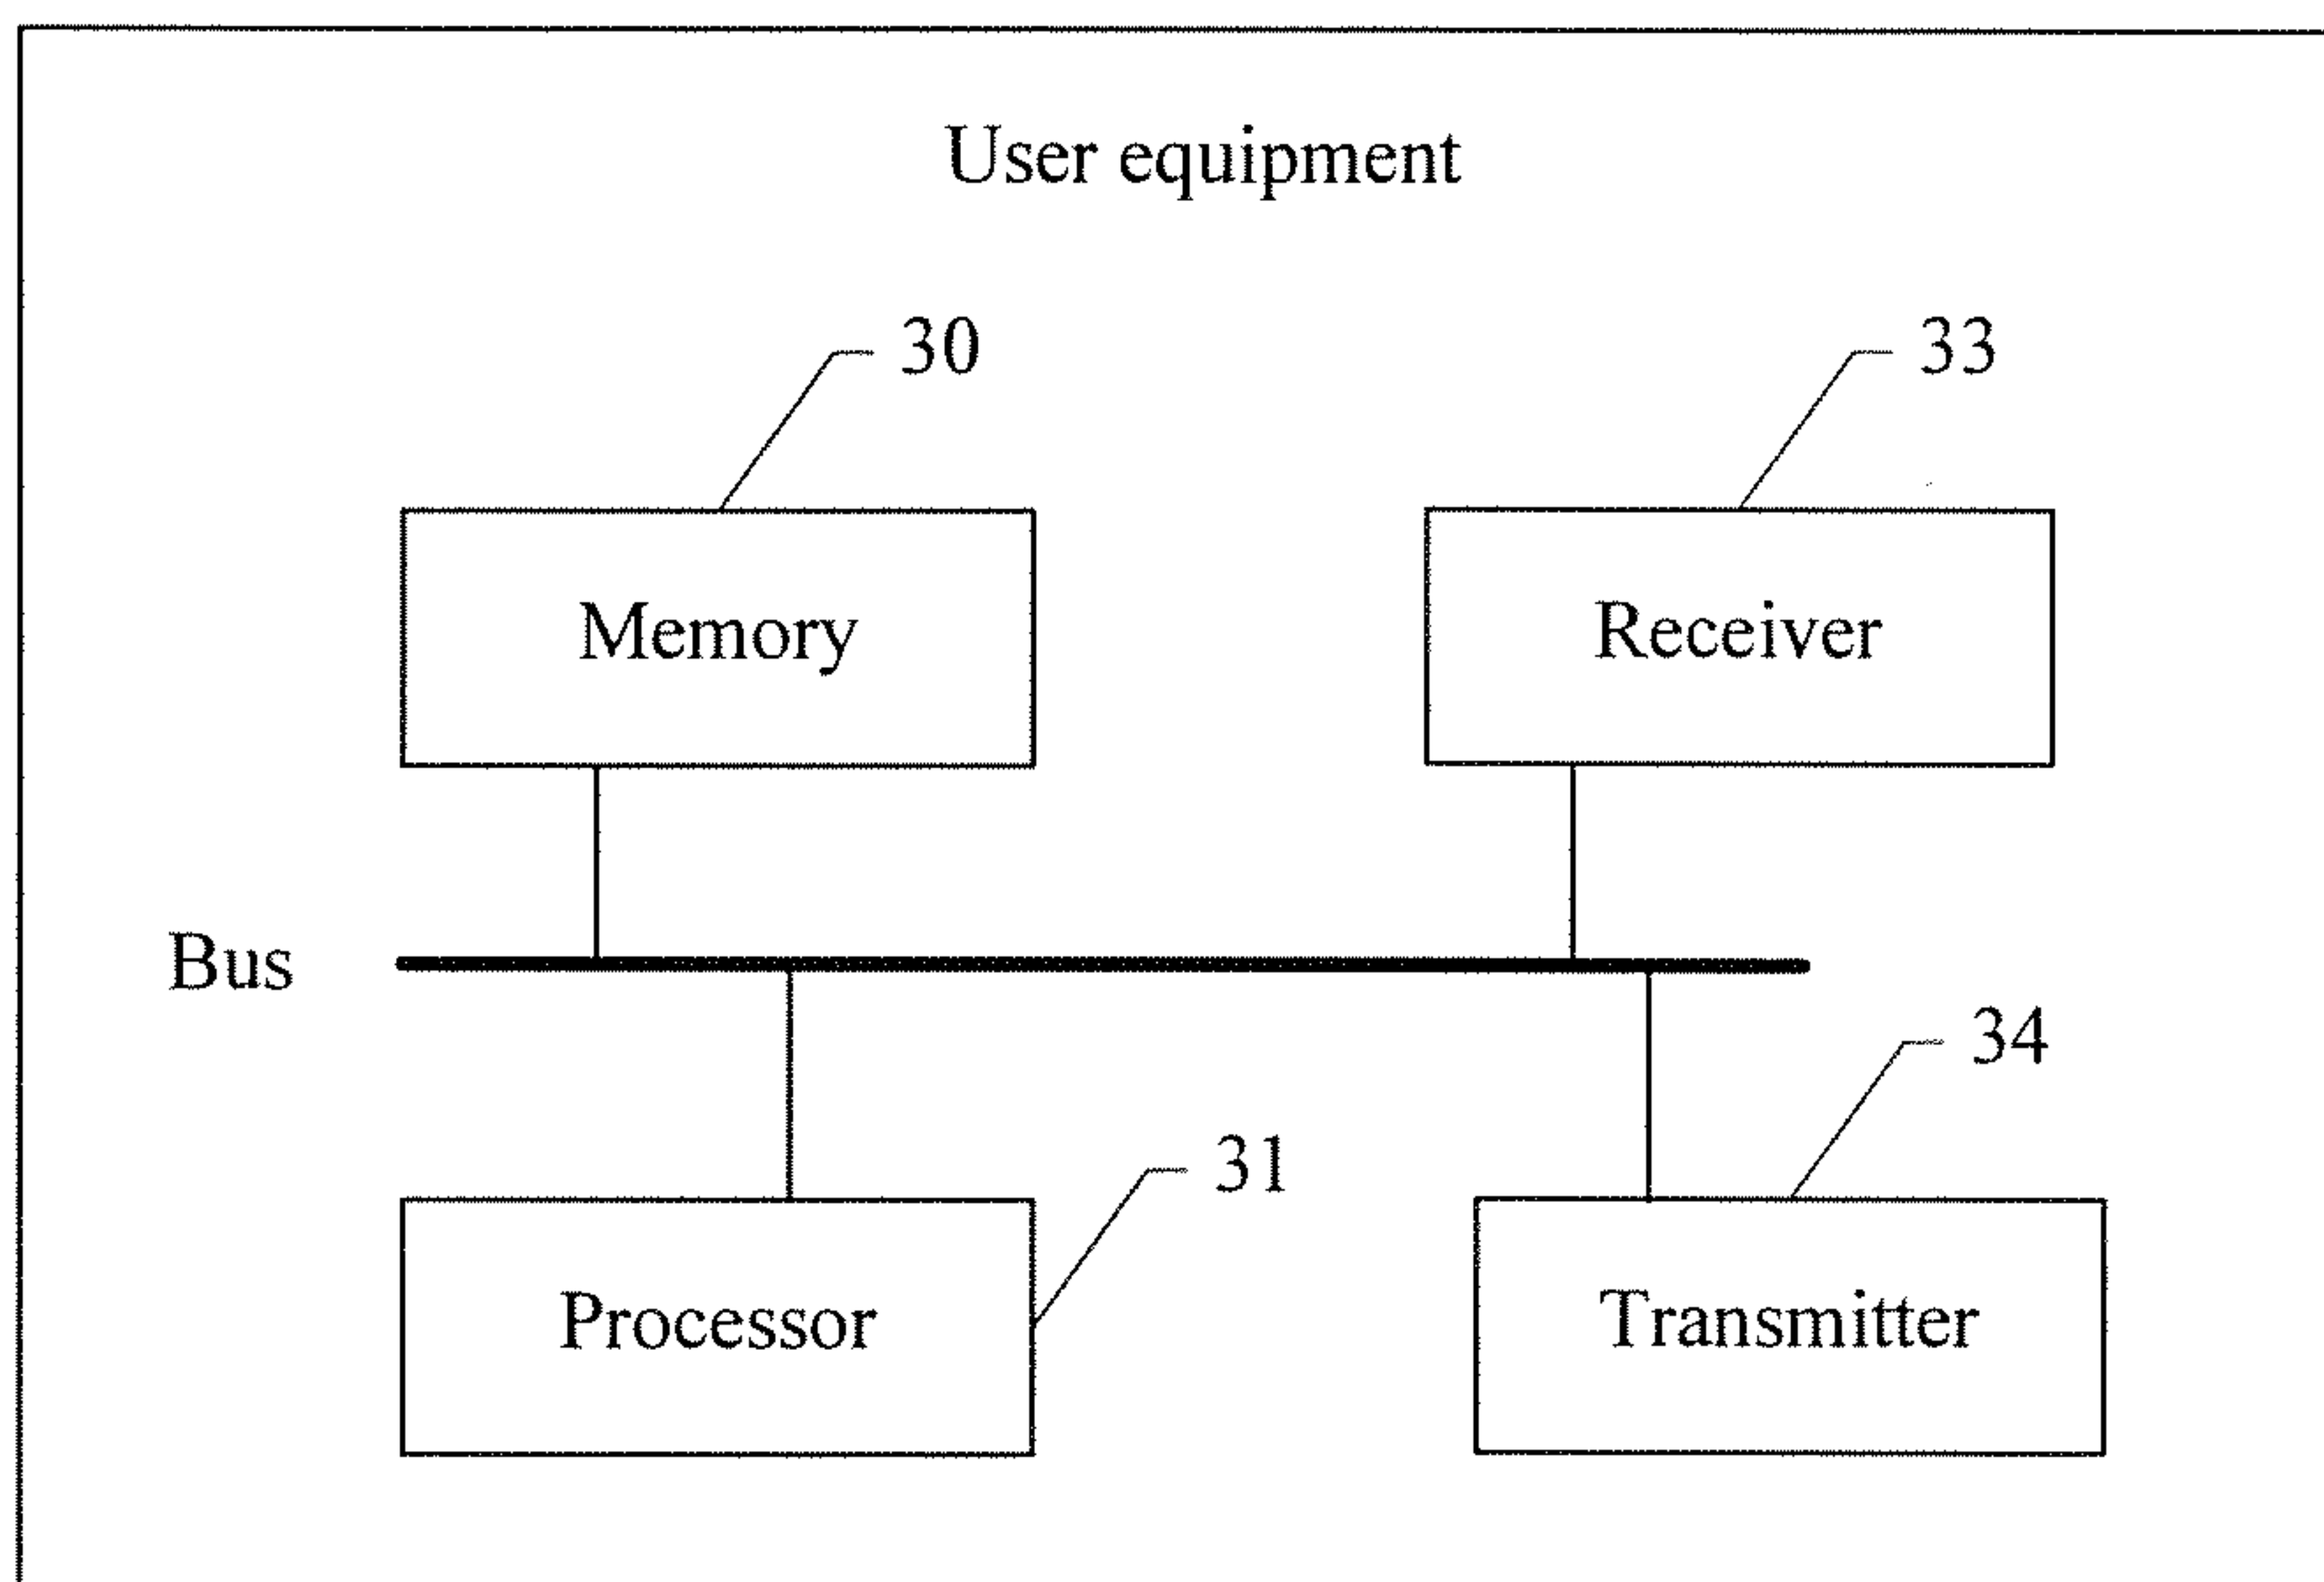 User equipment
30
33
Memory
Receiver
Bus
34
31
Processor
Transmitter